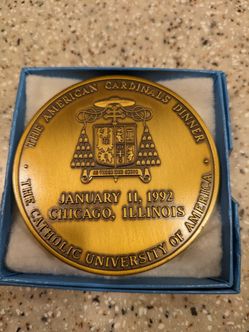 THE AMERICAN CARDINALS DINNER
JANUARY 11, 1992
CHICAGO, ILLINOIS
THE CATHOLIC UNIVERSITY OF AMERICA